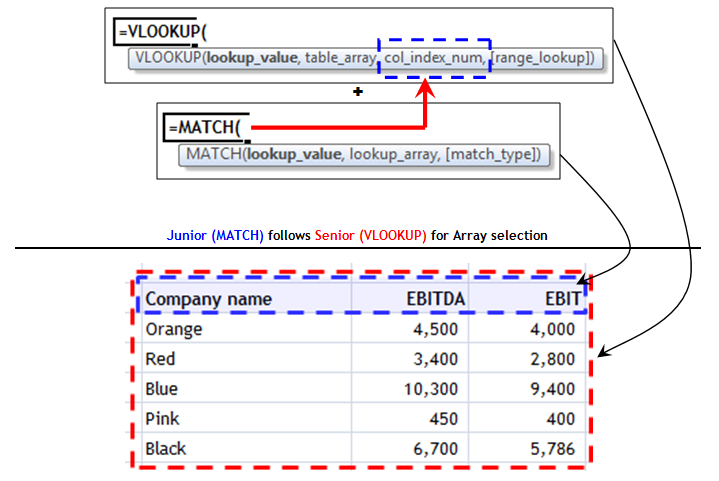 =VLOOKUP(
VLOOKUP(lookup_value, table_array, col_index_num, [range_lookup])
+
=MATCH(
MATCH(lookup_value, lookup_array, [match_type])
Junior (MATCH) follows Senior (VLOOKUP) for Array selection
Company name EBITDA EBIT
Orange 4,500 4,000
Red 3,400 2,800
Blue 10,300 9,400
Pink 450 400
Black 6,700 5,786